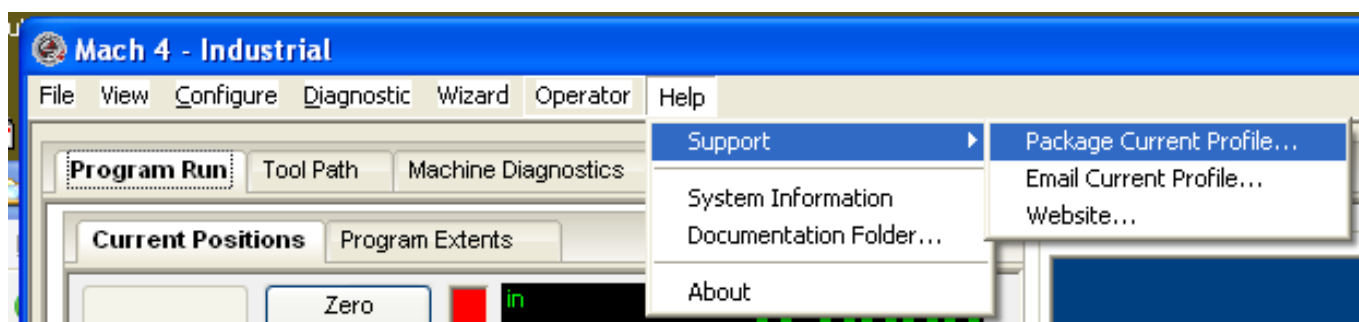 Mach 4 - Industrial
File View Configure Diagnostic Wizard Operator Help
Support
Package Current Profile...
Email Current Profile...
Website...
System Information
Documentation Folder...
About
Program Run Tool Path Machine Diagnostics
Current Positions Program Extents
Zero
in